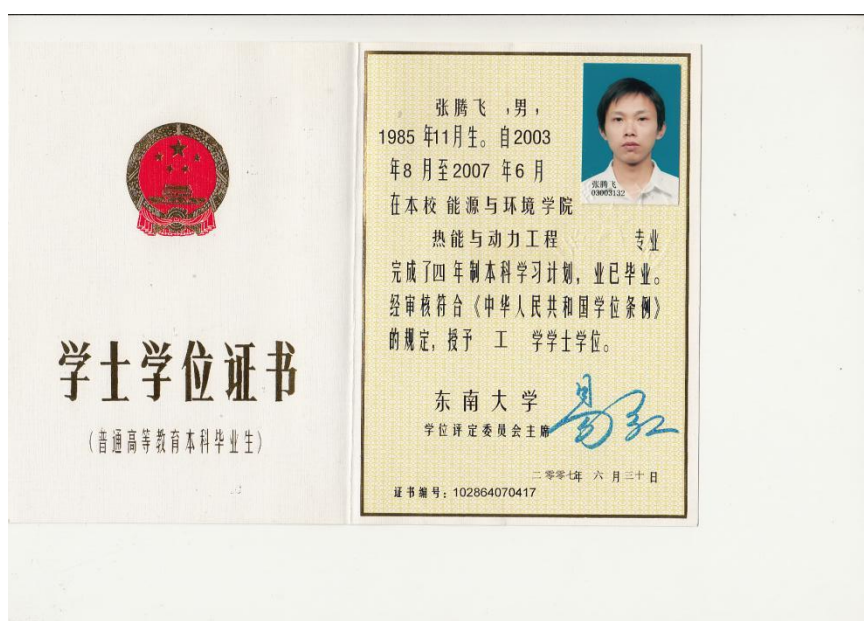 学士学位证书
(普通高等教育本科毕业生)
张腾飞 ,男,
1985 年11月生。自2003
年8 月至2007 年6 月
在本校 能源与环境学院
热能与动力工程 专业
完成了四 年制本科学习计划, 业已毕业。
经审核符合《中华人民共和国学位条例》
的规定, 授予 工 学学士学位。
东南大学
学位评定委员会主席
易红
二零零七年 六 月三十日
证书编号: 102864070417
张腾飞
03003132